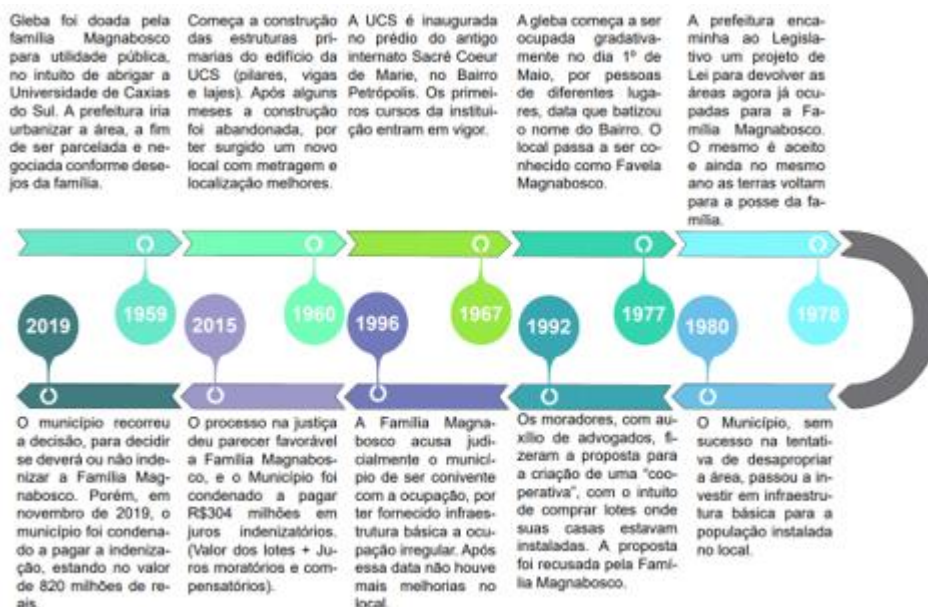 Gleba foi doada pela
família Magnabosco
para utilidade pública,
no intuito de abrigar a
Universidade de Caxias
do Sul. A prefeitura iria
urbanizar a área, a fim
de ser parcelada e ne-
gociada conforme dese-
jos da família.
Começa a construção
das estruturas pri-
marias do edifício da
UCS (pilares, vigas
e lajes). Após alguns
meses a construção
foi abandonada, por
ter surgido um novo
local com metragem e
localização melhores.
A UCS é inaugurada
no prédio do antigo
internato Sacré Coeur
de Marie, no Bairro
Petrópolis. Os primei-
ros cursos da institui-
ção entram em vigor.
A gleba começa a ser
ocupada gradativa-
mente no dia 1º de
Maio, por pessoas
de diferentes luga-
res, data que batizou
o nome do Bairro. O
local passa a ser co-
nhecido como Favela
Magnabosco.
A prefeitura enca-
minha ao Legisla-
tivo um projeto de
Lei para devolver as
áreas agora já ocu-
padas para a Fa-
mília Magnabosco.
O mesmo é aceito
e ainda no mesmo
ano as terras voltam
para a posse da fa-
mília.
1959
1960
1967
1977
1978
2019
2015
1996
1992
1980
O município recorreu
a decisão, para decidir
se deverá ou não inde-
nizar a Família Mag-
nabosco. Porém, em
novembro de 2019, o
município foi condena-
do a pagar a indeniza-
ção, estando no valor
de 820 milhões de re-
ais.
O processo na justiça
deu parecer favorável
a Família Magnabos-
co, e o Município foi
condenado a pagar
R$304 milhões em
juros indenizatórios.
(Valor dos lotes + Ju-
ros moratórios e com-
pensatórios).
A Família Magna-
bosco acusa judi-
cialmente o municí-
pio de ser conivente
com a ocupação, por
ter fornecido infraes-
trutura básica a ocu-
pação irregular. Após
essa data não houve
mais melhorias no
local.
Os moradores, com au-
xílio de advogados, fi-
zeram a proposta para
a criação de uma "coo-
perativa", com o intuito
de comprar lotes onde
suas casas estavam
instaladas. A proposta
foi recusada pela Famí-
lia Magnabosco.
O Município, sem
sucesso na tentati-
va de desapropriar
a área, passou a in-
vestir em infraestru-
tura básica para a
população instalada
no local.